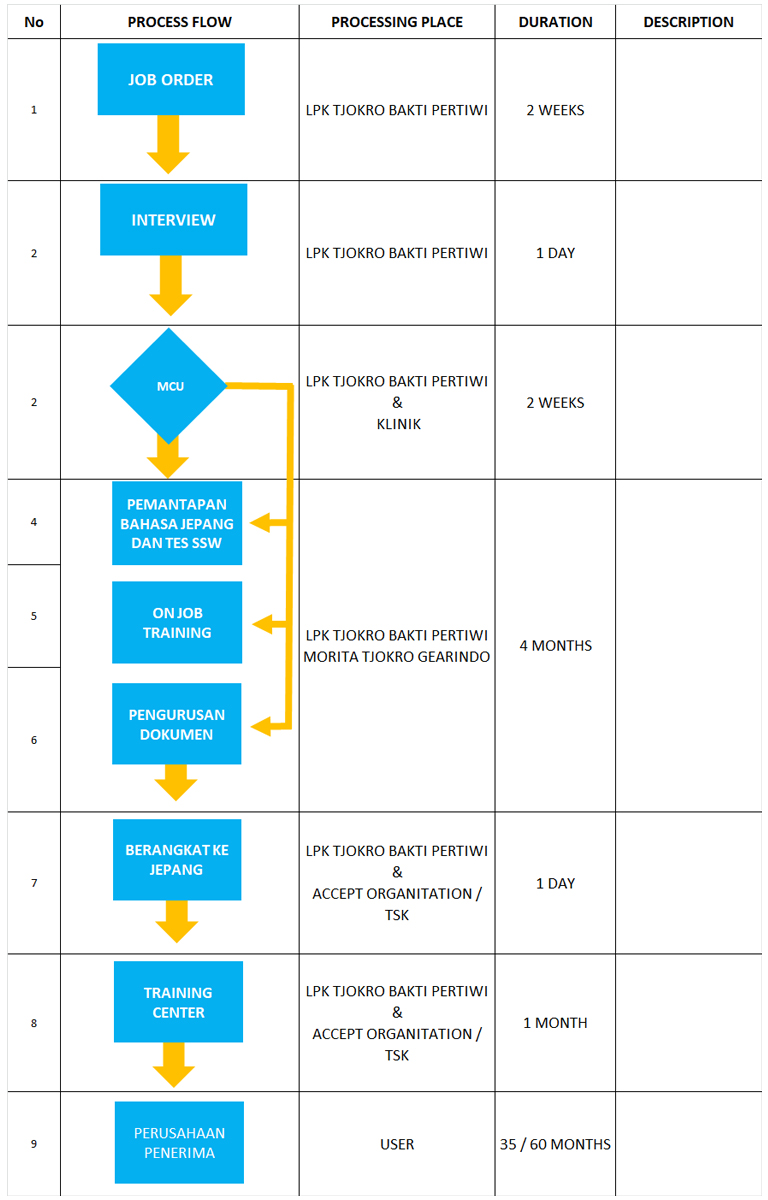 No PROCESS FLOW PROCESSING PLACE DURATION DESCRIPTION
1 JOB ORDER LPK TJOKRO BAKTI PERTIWI 2 WEEKS
2 INTERVIEW LPK TJOKRO BAKTI PERTIWI 1 DAY
2 MCU LPK TJOKRO BAKTI PERTIWI
&
KLINIK
2 WEEKS
4 PEMANTAPAN
BAHASA JEPANG
DAN TES SSW
5 ON JOB
TRAINING
6 PENGURUSAN
DOKUMEN
LPK TJOKRO BAKTI PERTIWI
MORITA TJOKRO GEARINDO
4 MONTHS
7 BERANGKAT KE
JEPANG
LPK TJOKRO BAKTI PERTIWI
&
ACCEPT ORGANITATION /
TSK
1 DAY
8 TRAINING
CENTER
LPK TJOKRO BAKTI PERTIWI
&
ACCEPT ORGANITATION /
TSK
1 MONTH
9 PERUSAHAAN
PENERIMA
USER
35 / 60 MONTHS